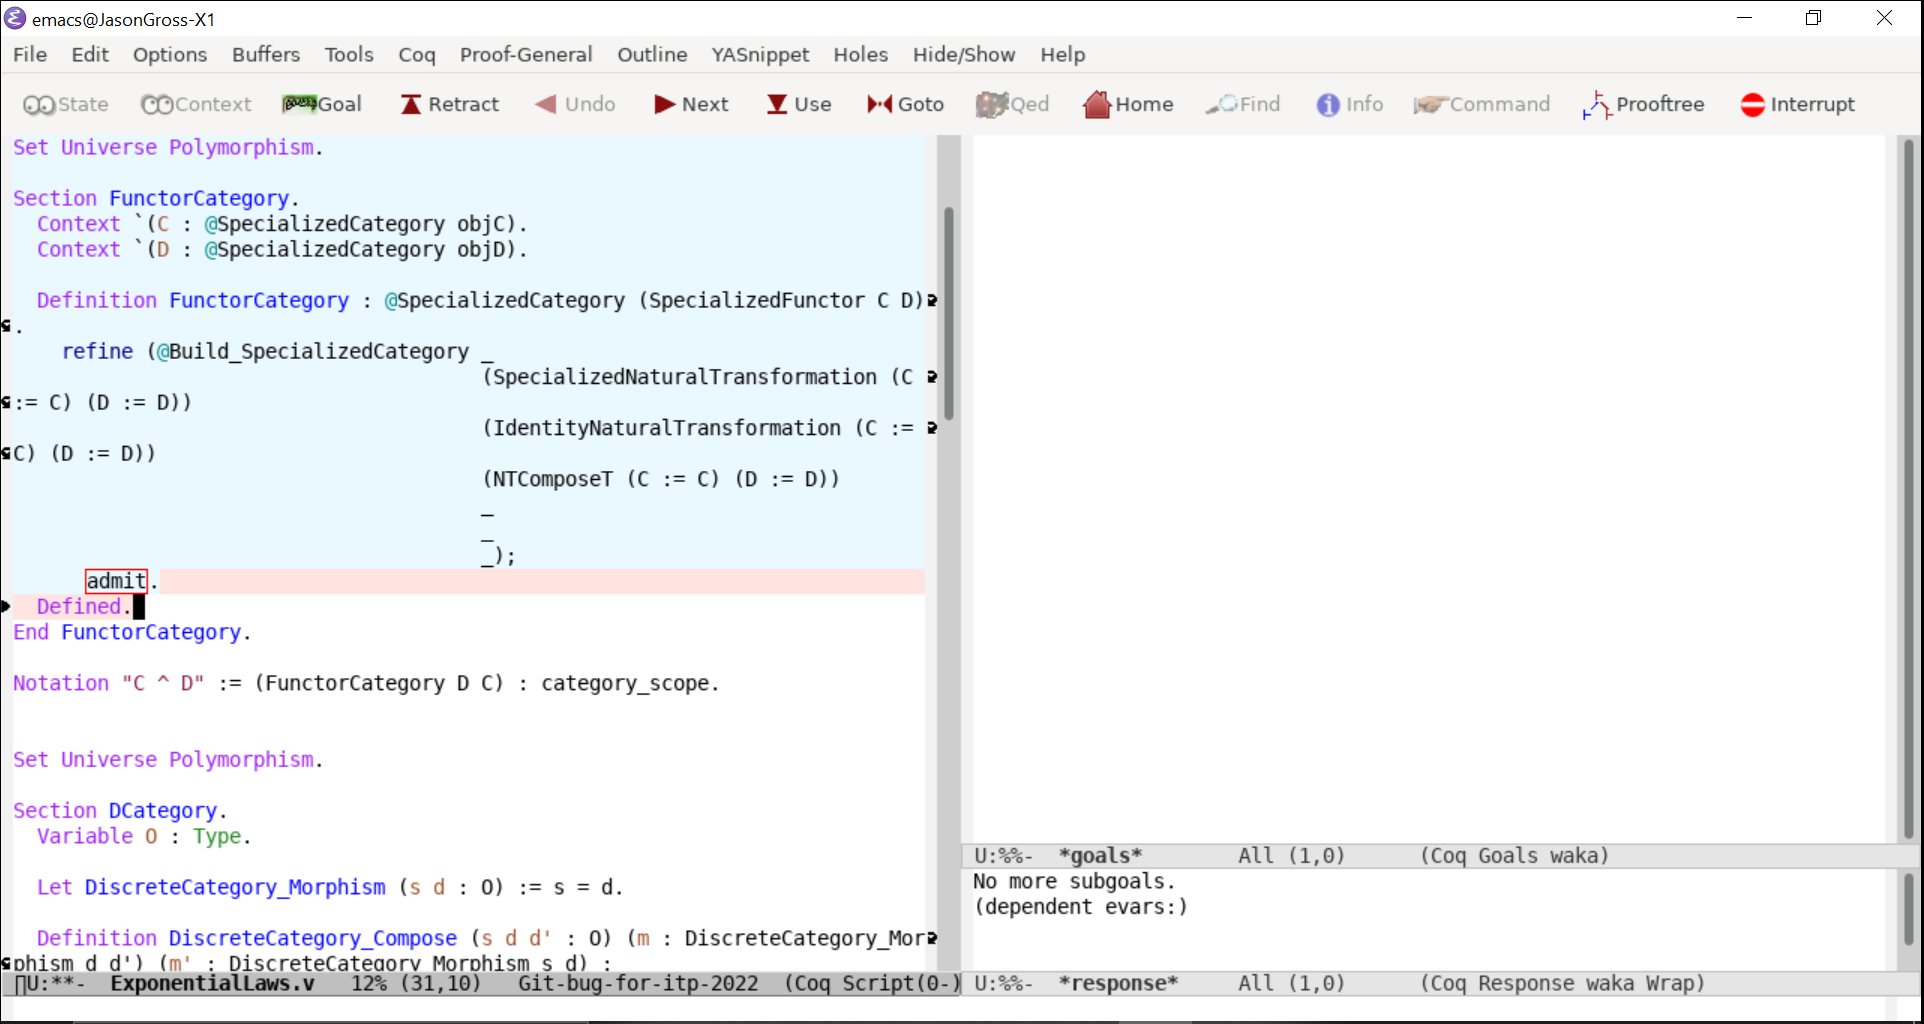 emacs@JasonGross-X1
File Edit Options Buffers Tools Coq Proof-General Outline YASnippet Holes Hide/Show Help
State Context Goal Retract Undo Next Use Goto Qed Home Find Info Command Prooftree Interrupt
Set Universe Polymorphism.
Section FunctorCategory.
Context `(C : @SpecializedCategory objC).
Context `(D : @SpecializedCategory objD).
Definition FunctorCategory : @SpecializedCategory (SpecializedFunctor C D)
.
refine (@Build_SpecializedCategory _
(SpecializedNaturalTransformation (C
:= C) (D := D))
(IdentityNaturalTransformation (C :=
C) (D := D))
(NTComposeT (C := C) (D := D))
_
_
_);
admit.
Defined.
End FunctorCategory.
Notation "C ^ D" := (FunctorCategory D C) : category_scope.
Set Universe Polymorphism.
Section DCategory.
Variable O : Type.
Let DiscreteCategory_Morphism (s d : O) := s = d.
Definition DiscreteCategory_Compose (s d d' : O) (m : DiscreteCategory_Mor
phism d d') (m' : DiscreteCategory_Morphism s d) :
U:**- ExponentialLaws.v 12% (31,10) Git-bug-for-itp-2022 (Coq Script(0-)
U:%%- *goals* All (1,0) (Coq Goals waka)
No more subgoals.
(dependent evars:)
U:%%- *response* All (1,0) (Coq Response waka Wrap)